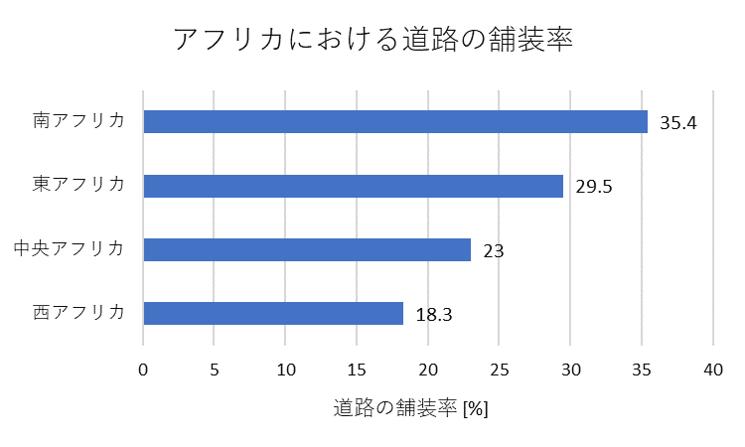 アフリカにおける道路の舗装率
南アフリカ
35.4
東アフリカ
29.5
中央アフリカ
23
西アフリカ
18.3
0 5 10 15 20 25 30 35 40
道路の舗装率 [%]